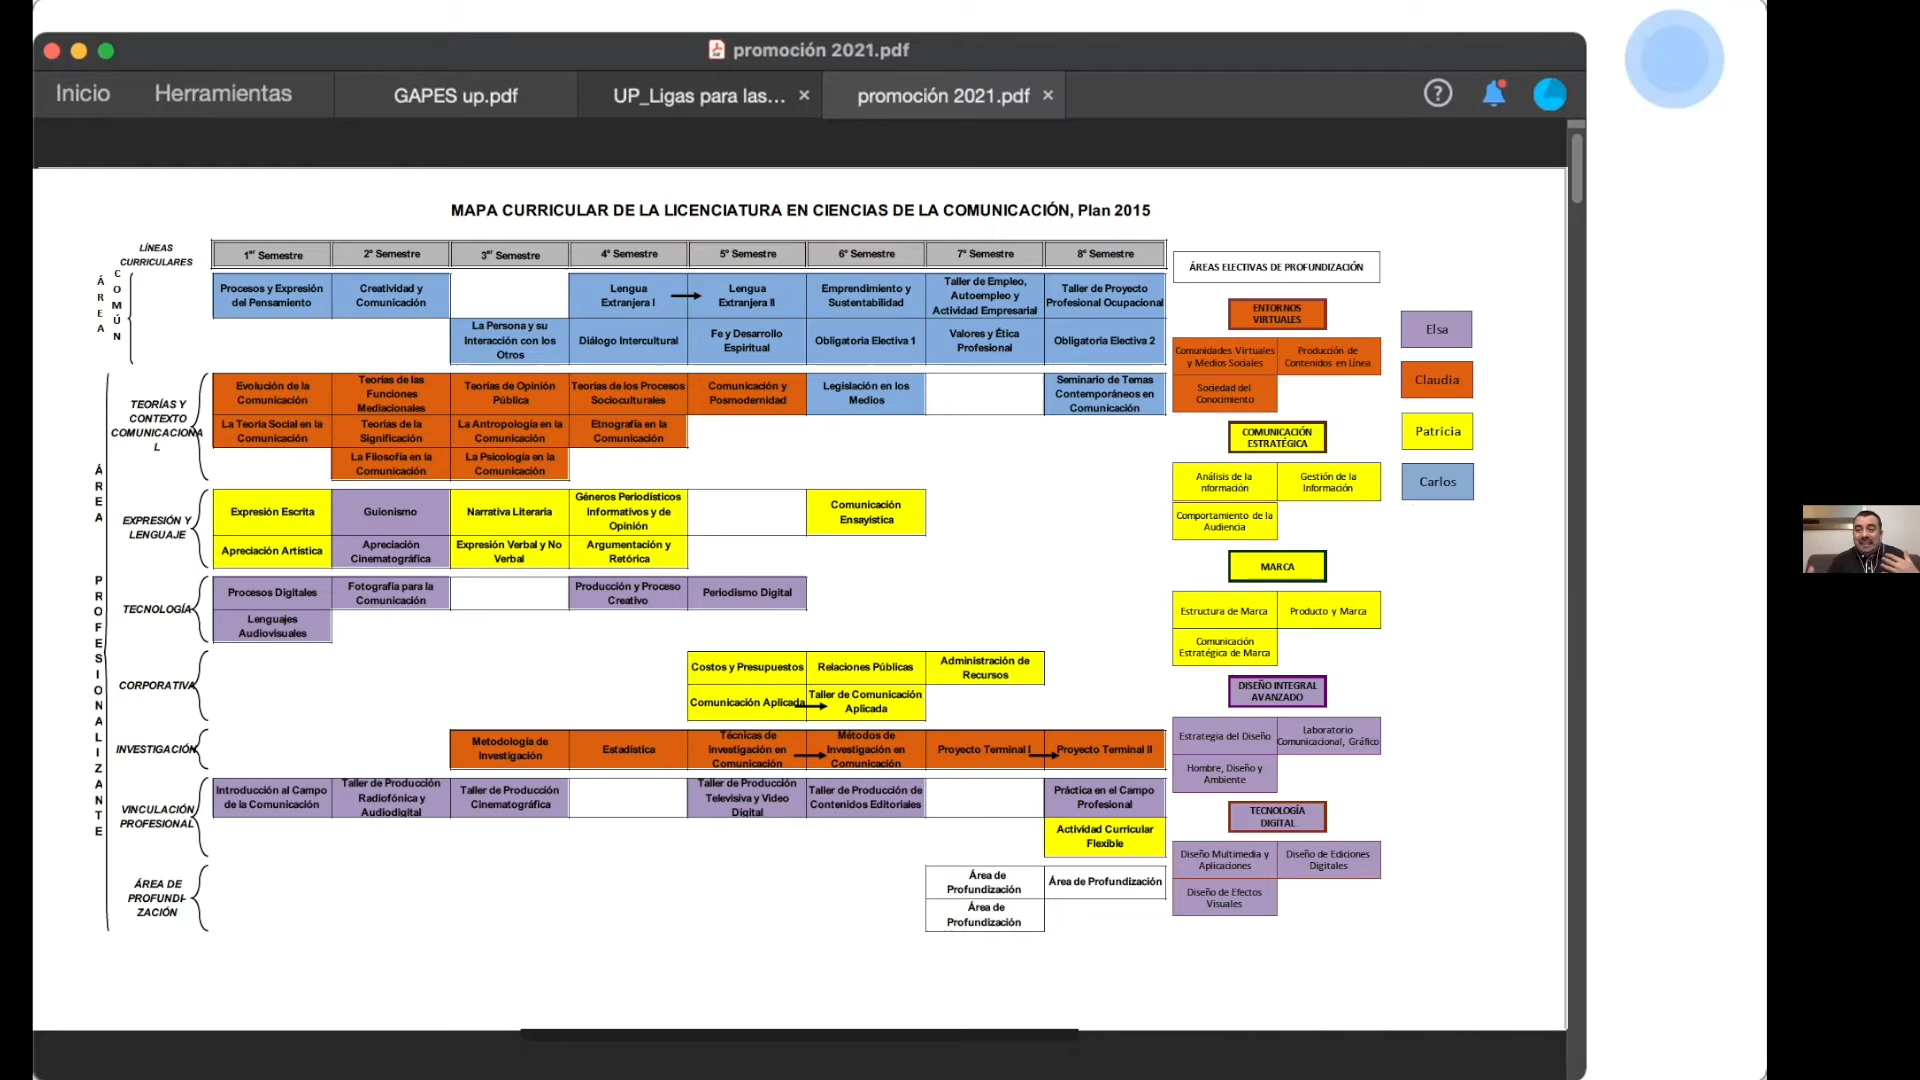 promoción 2021.pdf
Inicio
Herramientas
GAPES up.pdf
UP_Ligas para las... ×
promoción 2021.pdf ×
?
MAPA CURRICULAR DE LA LICENCIATURA EN CIENCIAS DE LA COMUNICACIÓN, Plan 2015
LÍNEAS
CURRICULARES
1er Semestre
2° Semestre
3er Semestre
4° Semestre
5° Semestre
6° Semestre
7° Semestre
8° Semestre
ÁREA
COMÚN
Procesos y Expresión
del Pensamiento
Creatividad y
Comunicación
Lengua
Extranjera I
Lengua
Extranjera II
Emprendimiento y
Sustentabilidad
Taller de Empleo,
Autoempleo y
Actividad Empresarial
Taller de Proyecto
Profesional Ocupacional
La Persona y su
Interacción con los
Otros
Diálogo Intercultural
Fe y Desarrollo
Espiritual
Obligatoria Electiva 1
Valores y Ética
Profesional
Obligatoria Electiva 2
ÁREA
PROFESIONALIZANTE
TEORÍAS Y
CONTEXTO
COMUNICACIONA
L
Evolución de la
Comunicación
Teorías de las
Funciones
Mediacionales
Teorías de Opinión
Pública
Teorías de los Procesos
Socioculturales
Comunicación y
Posmodernidad
Legislación en los
Medios
Seminario de Temas
Contemporáneos en
Comunicación
La Teoría Social en la
Comunicación
Teorías de la
Significación
La Antropología en la
Comunicación
Etnografía en la
Comunicación
La Filosofía en la
Comunicación
La Psicología en la
Comunicación
EXPRESIÓN Y
LENGUAJE
Expresión Escrita
Guionismo
Narrativa Literaria
Géneros Periodísticos
Informativos y de
Opinión
Comunicación
Ensayística
Apreciación Artística
Apreciación
Cinematográfica
Expresión Verbal y No
Verbal
Argumentación y
Retórica
TECNOLOGÍA
Procesos Digitales
Fotografía para la
Comunicación
Producción y Proceso
Creativo
Periodismo Digital
Lenguajes
Audiovisuales
CORPORATIVA
Costos y Presupuestos
Relaciones Públicas
Administración de
Recursos
Comunicación Aplicada
Taller de Comunicación
Aplicada
INVESTIGACIÓN
Metodología de
Investigación
Estadística
Técnicas de
Investigación en
Comunicación
Métodos de
Investigación en
Comunicación
Proyecto Terminal I
Proyecto Terminal II
VINCULACIÓN
PROFESIONAL
Introducción al Campo
de la Comunicación
Taller de Producción
Radiofónica y
Audiodigital
Taller de Producción
Cinematográfica
Taller de Producción
Televisiva y Video
Digital
Taller de Producción de
Contenidos Editoriales
Práctica en el Campo
Profesional
Actividad Curricular
Flexible
ÁREA DE
PROFUNDI-
ZACIÓN
Área de
Profundización
Área de Profundización
Área de
Profundización
ÁREAS ELECTIVAS DE PROFUNDIZACIÓN
ENTORNOS
VIRTUALES
Comunidades Virtuales
y Medios Sociales
Producción de
Contenidos en Línea
Sociedad del
Conocimiento
COMUNICACIÓN
ESTRATÉGICA
Análisis de la
nformación
Gestión de la
Información
Comportamiento de la
Audiencia
MARCA
Estructura de Marca
Producto y Marca
Comunicación
Estratégica de Marca
DISEÑO INTEGRAL
AVANZADO
Estrategia del Diseño
Laboratorio
Comunicacional, Gráfico
Hombre, Diseño y
Ambiente
TECNOLOGÍA
DIGITAL
Diseño Multimedia y
Aplicaciones
Diseño de Ediciones
Digitales
Diseño de Efectos
Visuales
Elsa
Claudia
Patricia
Carlos